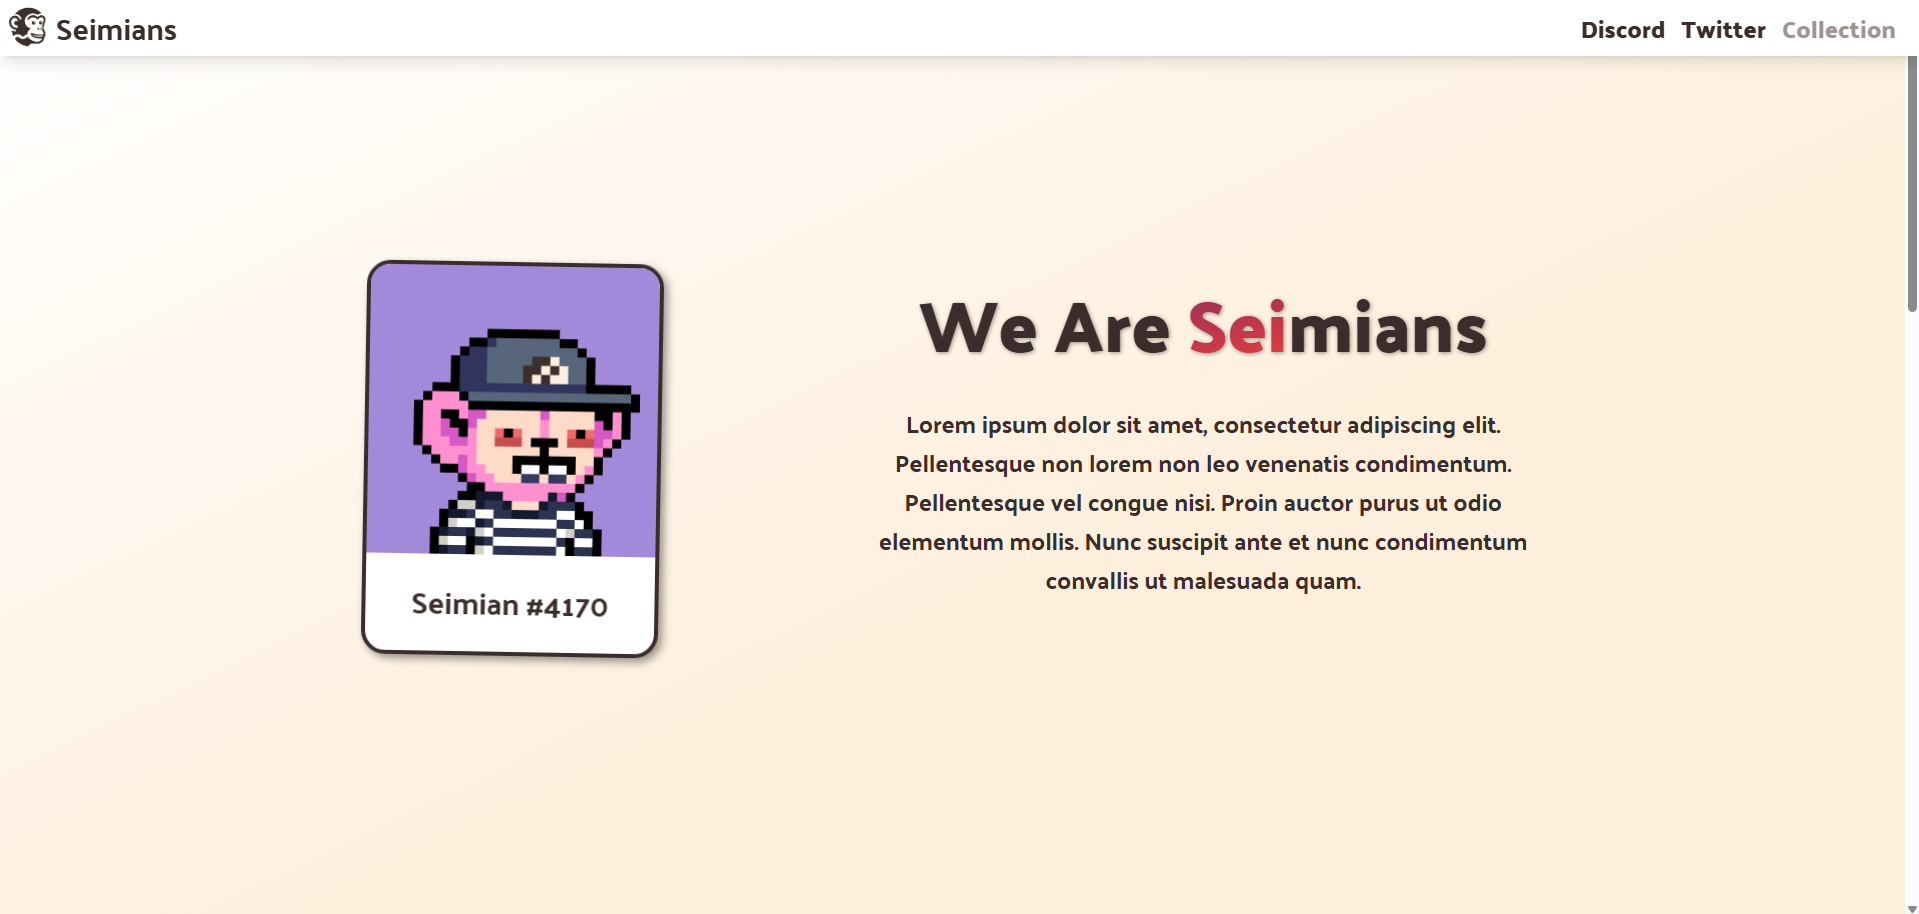 Seimians
Discord Twitter Collection
We Are Seimians
Lorem ipsum dolor sit amet, consectetur adipiscing elit.
Pellentesque non lorem non leo venenatis condimentum.
Pellentesque vel congue nisi. Proin auctor purus ut odio
elementum mollis. Nunc suscipit ante et nunc condimentum
convallis ut malesuada quam.
Seimian #4170